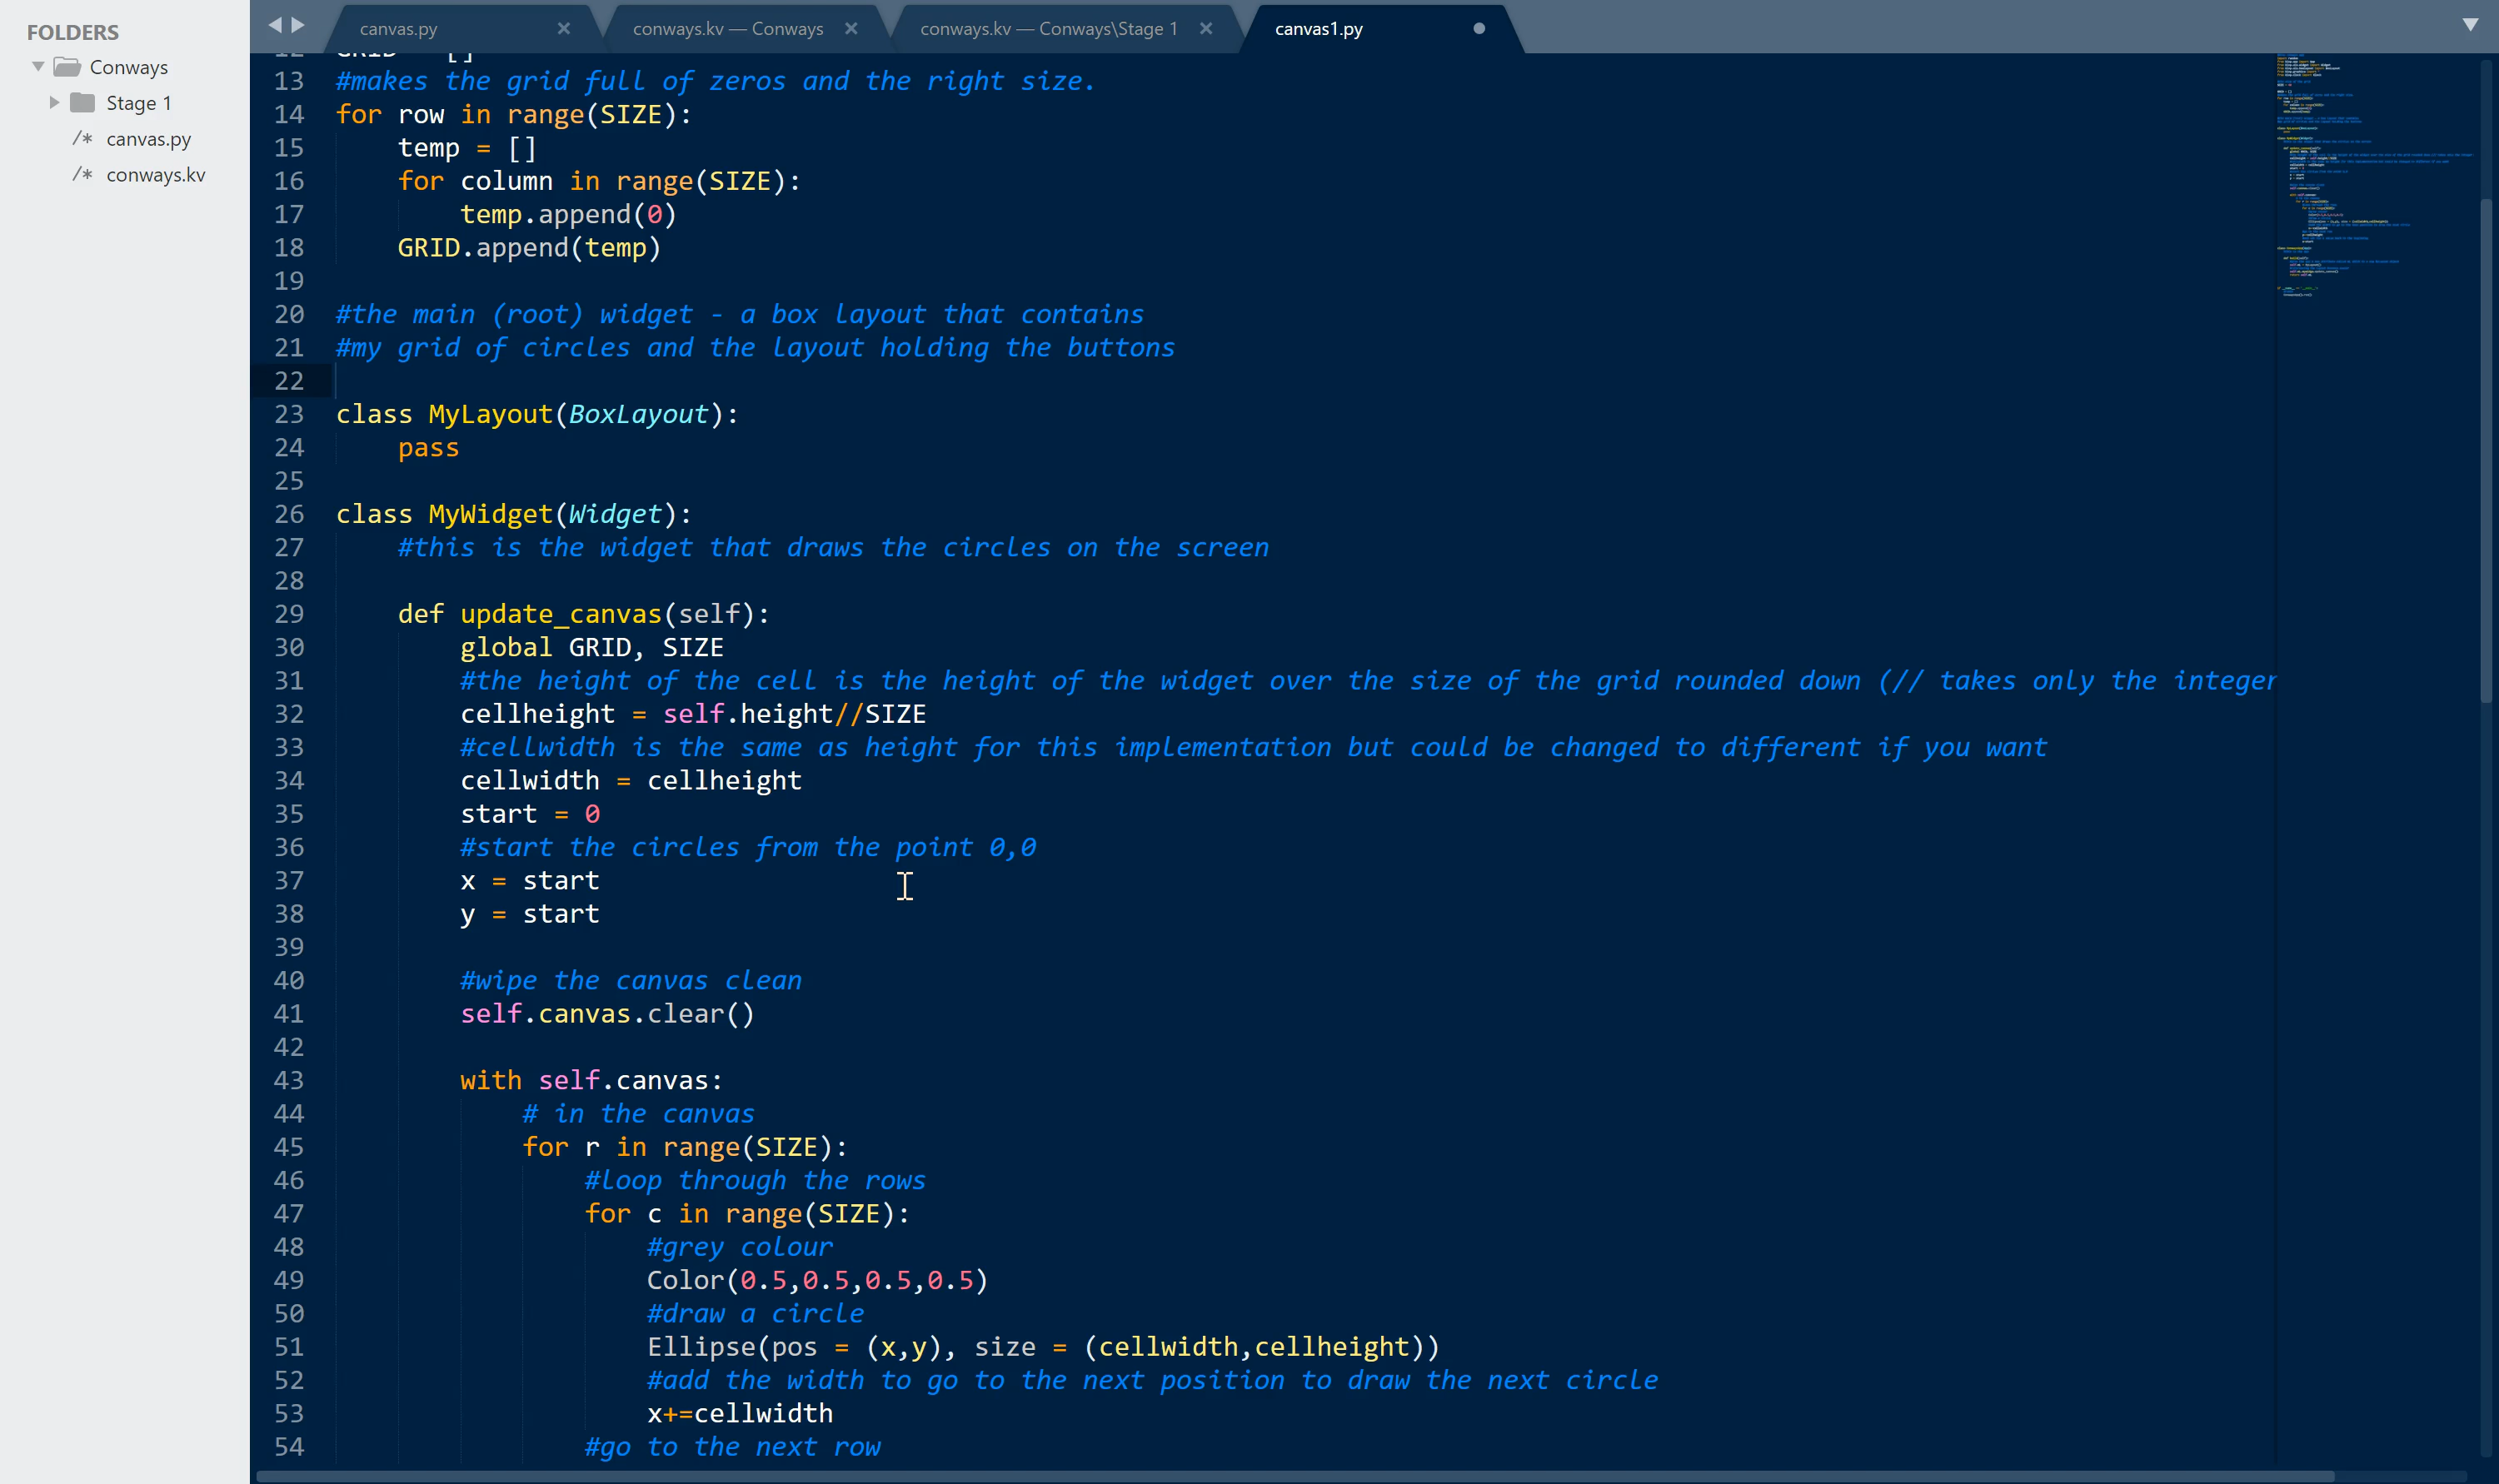 FOLDERS
Conways
Stage 1
/* canvas.py
/* conways.kv
canvas.py ×
conways.kv — Conways ×
conways.kv — Conways\Stage 1 ×
canvas1.py
13 #makes the grid full of zeros and the right size.
14 for row in range(SIZE):
15     temp = []
16     for column in range(SIZE):
17         temp.append(0)
18     GRID.append(temp)
19
20 #the main (root) widget - a box layout that contains
21 #my grid of circles and the layout holding the buttons
22
23 class MyLayout(BoxLayout):
24     pass
25
26 class MyWidget(Widget):
27     #this is the widget that draws the circles on the screen
28
29     def update_canvas(self):
30         global GRID, SIZE
31         #the height of the cell is the height of the widget over the size of the grid rounded down (// takes only the integer
32         cellheight = self.height//SIZE
33         #cellwidth is the same as height for this implementation but could be changed to different if you want
34         cellwidth = cellheight
35         start = 0
36         #start the circles from the point 0,0
37         x = start
38         y = start
39
40         #wipe the canvas clean
41         self.canvas.clear()
42
43         with self.canvas:
44             # in the canvas
45             for r in range(SIZE):
46                 #loop through the rows
47                 for c in range(SIZE):
48                     #grey colour
49                     Color(0.5,0.5,0.5,0.5)
50                     #draw a circle
51                     Ellipse(pos = (x,y), size = (cellwidth,cellheight))
52                     #add the width to go to the next position to draw the next circle
53                     x+=cellwidth
54                 #go to the next row